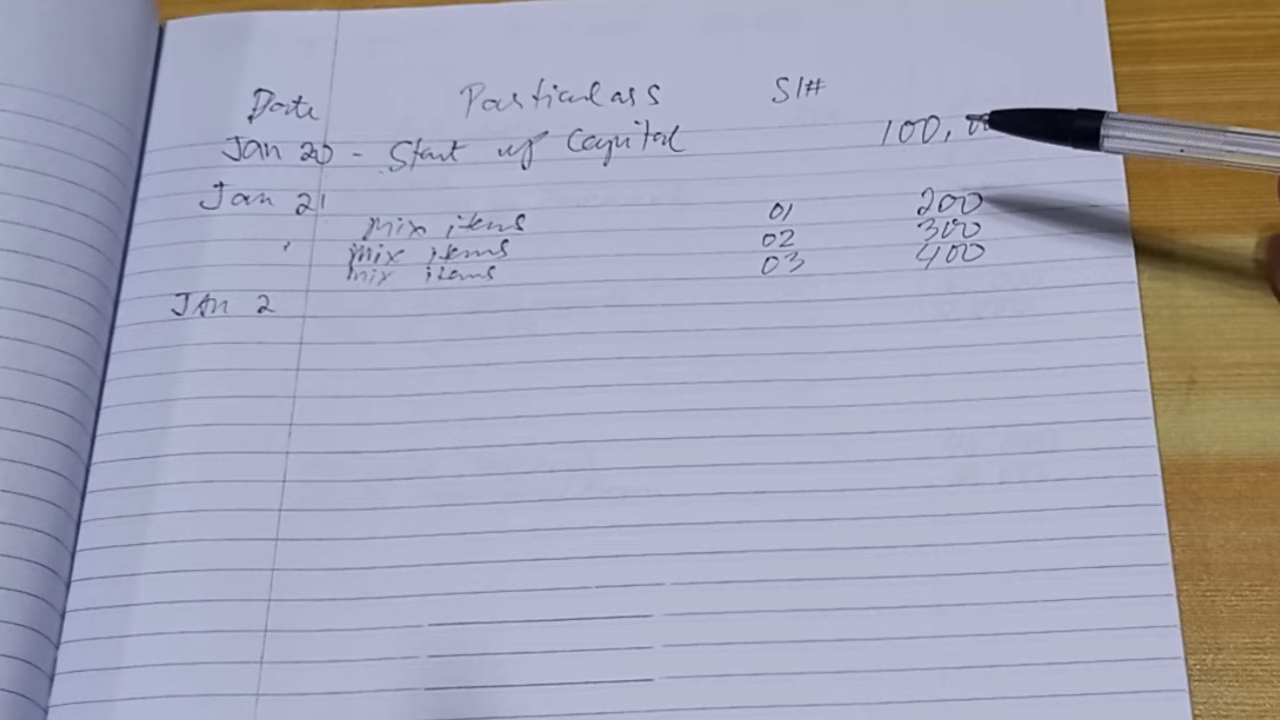 Date Particulars SI#
Jan 20 - Start up Capital 100,
Jan 21
mix items 01 200
" mix items 02 300
mix items 03 400
JAN 2